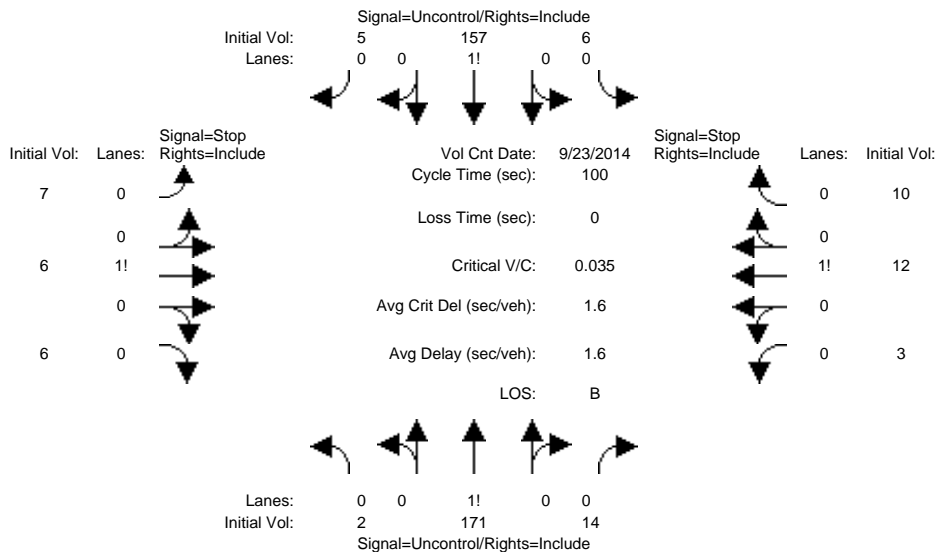 Signal=Uncontrol/Rights=Include
Initial Vol: 5 157 6
Lanes: 0 0 1! 0 0
Signal=Stop Signal=Stop
Initial Vol: Lanes: Rights=Include Vol Cnt Date: 9/23/2014 Rights=Include Lanes: Initial Vol:
Cycle Time (sec): 100
7 0 0 10
Loss Time (sec): 0
0 0
6 1! Critical V/C: 0.035 1! 12
0 Avg Crit Del (sec/veh): 1.6 0
6 0 Avg Delay (sec/veh): 1.6 0 3
LOS: B
Lanes: 0 0 1! 0 0
Initial Vol: 2 171 14
Signal=Uncontrol/Rights=Include